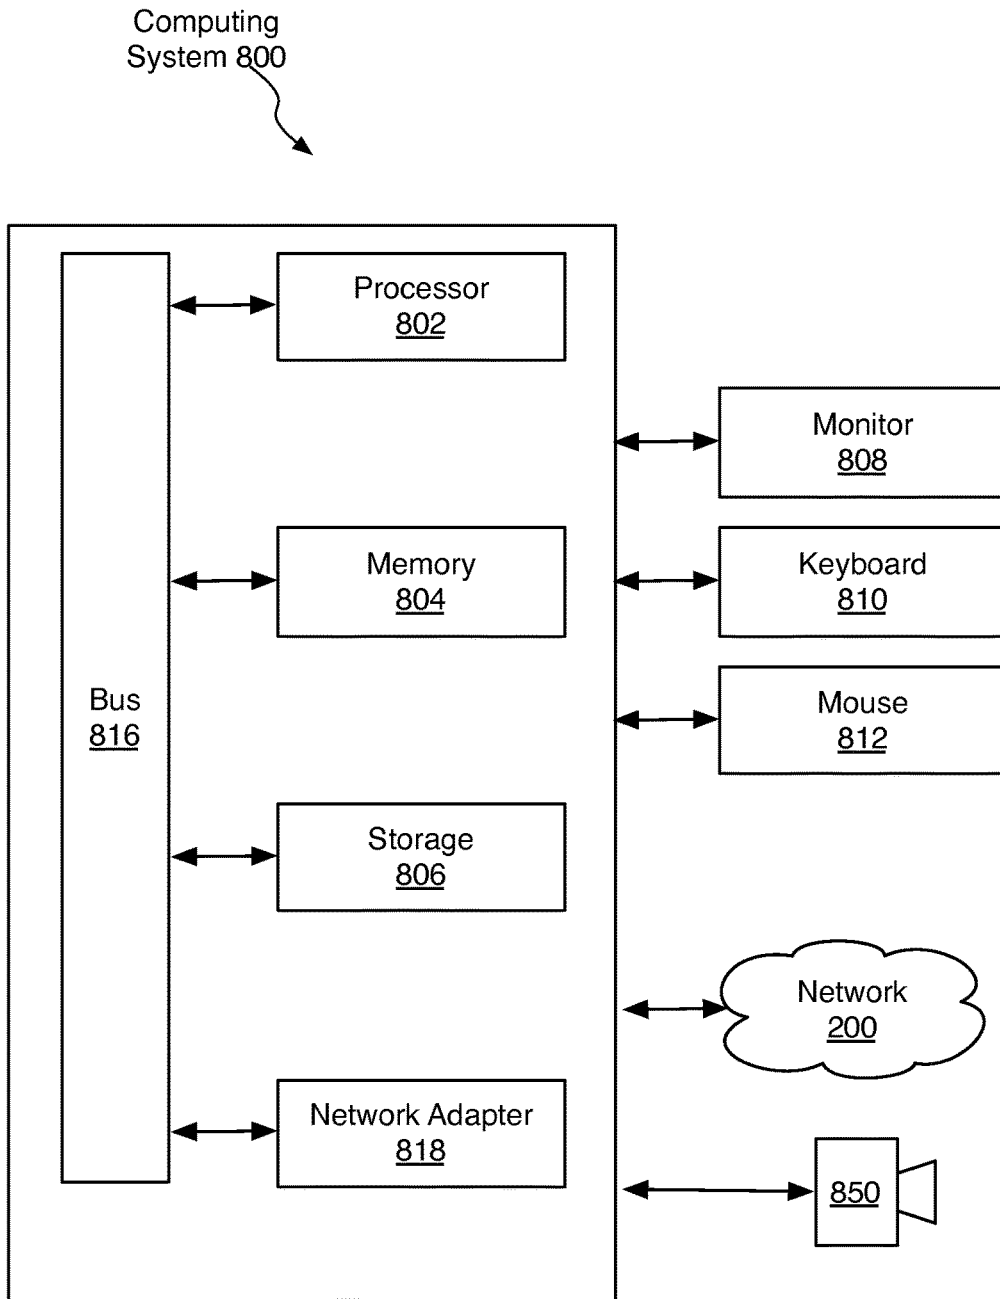 Computing
System 800
Processor
802
Monitor
808
Memory
804
Keyboard
810
Bus
816
Mouse
812
Storage
806
Network
200
Network Adapter
818
850